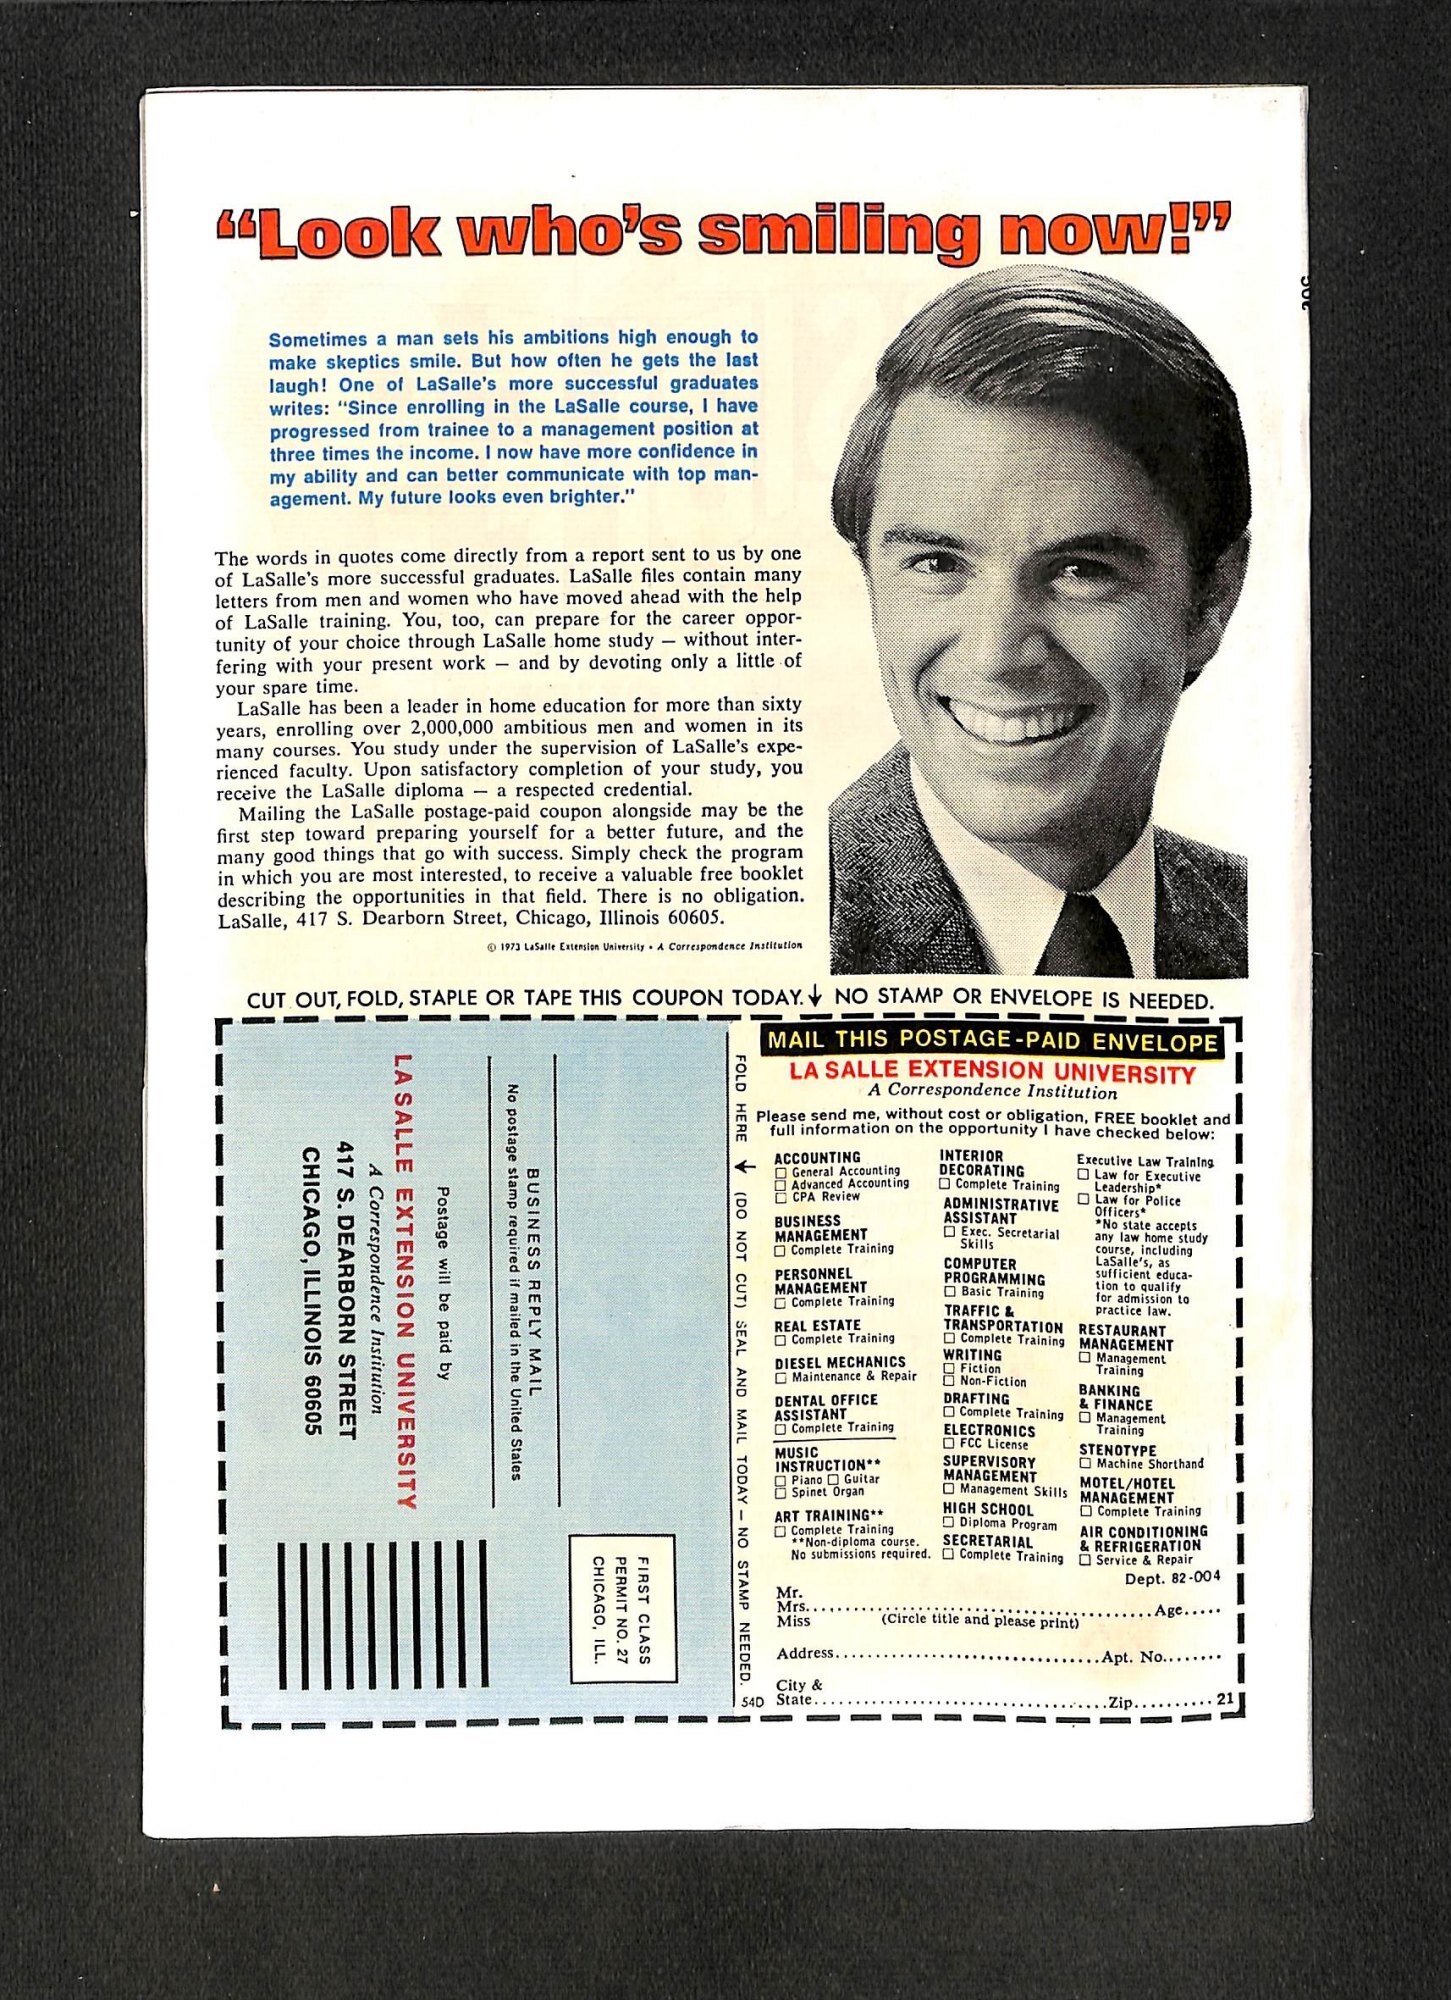 “Look who’s smiling now!”
Sometimes a man sets his ambitions high enough to
make skeptics smile. But how often he gets the last
laugh! One of LaSalle’s more successful graduates
writes: “Since enrolling in the LaSalle course, I have
progressed from trainee to a management position at
three times the income. I now have more confidence in
my ability and can better communicate with top man-
agement. My future looks even brighter.”
The words in quotes come directly from a report sent to us by one
of LaSalle’s more successful graduates. LaSalle files contain many
letters from men and women who have moved ahead with the help
of LaSalle training. You, too, can prepare for the career oppor-
tunity of your choice through LaSalle home study — without inter-
fering with your present work — and by devoting only a little of
your spare time.
LaSalle has been a leader in home education for more than sixty
years, enrolling over 2,000,000 ambitious men and women in its
many courses. You study under the supervision of LaSalle’s expe-
rienced faculty. Upon satisfactory completion of your study, you
receive the LaSalle diploma — a respected credential.
Mailing the LaSalle postage-paid coupon alongside may be the
first step toward preparing yourself for a better future, and the
many good things that go with success. Simply check the program
in which you are most interested, to receive a valuable free booklet
describing the opportunities in that field. There is no obligation.
LaSalle, 417 S. Dearborn Street, Chicago, Illinois 60605.
© 1973 LaSalle Extension University • A Correspondence Institution
CUT OUT, FOLD, STAPLE OR TAPE THIS COUPON TODAY.↓ NO STAMP OR ENVELOPE IS NEEDED.
FIRST CLASS
PERMIT NO. 27
CHICAGO, ILL.
BUSINESS REPLY MAIL
No postage stamp required if mailed in the United States
Postage will be paid by
LASALLE EXTENSION UNIVERSITY
A Correspondence Institution
417 S. DEARBORN STREET
CHICAGO, ILLINOIS 60605
FOLD HERE ↓ (DO NOT CUT) SEAL AND MAIL TODAY — NO STAMP NEEDED.
MAIL THIS POSTAGE-PAID ENVELOPE
LA SALLE EXTENSION UNIVERSITY
A Correspondence Institution
Please send me, without cost or obligation, FREE booklet and
full information on the opportunity I have checked below:
ACCOUNTING
☐ General Accounting
☐ Advanced Accounting
☐ CPA Review
BUSINESS
MANAGEMENT
☐ Complete Training
PERSONNEL
MANAGEMENT
☐ Complete Training
REAL ESTATE
☐ Complete Training
DIESEL MECHANICS
☐ Maintenance & Repair
DENTAL OFFICE
ASSISTANT
☐ Complete Training
MUSIC
INSTRUCTION**
☐ Piano ☐ Guitar
☐ Spinet Organ
ART TRAINING**
☐ Complete Training
**Non-diploma course.
No submissions required.
INTERIOR
DECORATING
☐ Complete Training
ADMINISTRATIVE
ASSISTANT
☐ Exec. Secretarial
Skills
COMPUTER
PROGRAMMING
☐ Basic Training
TRAFFIC &
TRANSPORTATION
☐ Complete Training
WRITING
☐ Fiction
☐ Non-Fiction
DRAFTING
☐ Complete Training
ELECTRONICS
☐ FCC License
SUPERVISORY
MANAGEMENT
☐ Management Skills
HIGH SCHOOL
☐ Diploma Program
SECRETARIAL
☐ Complete Training
Executive Law Training
☐ Law for Executive
Leadership*
☐ Law for Police
Officers*
*No state accepts
any law home study
course, including
LaSalle’s, as
sufficient educa-
tion to qualify
for admission to
practice law.
RESTAURANT
MANAGEMENT
☐ Management
Training
BANKING
& FINANCE
☐ Management
Training
STENOTYPE
☐ Machine Shorthand
MOTEL/HOTEL
MANAGEMENT
☐ Complete Training
AIR CONDITIONING
& REFRIGERATION
☐ Service & Repair
Dept. 82-004
Mr.
Mrs. Age
Miss (Circle title and please print)
Address Apt. No.
City &
State Zip 21
54D